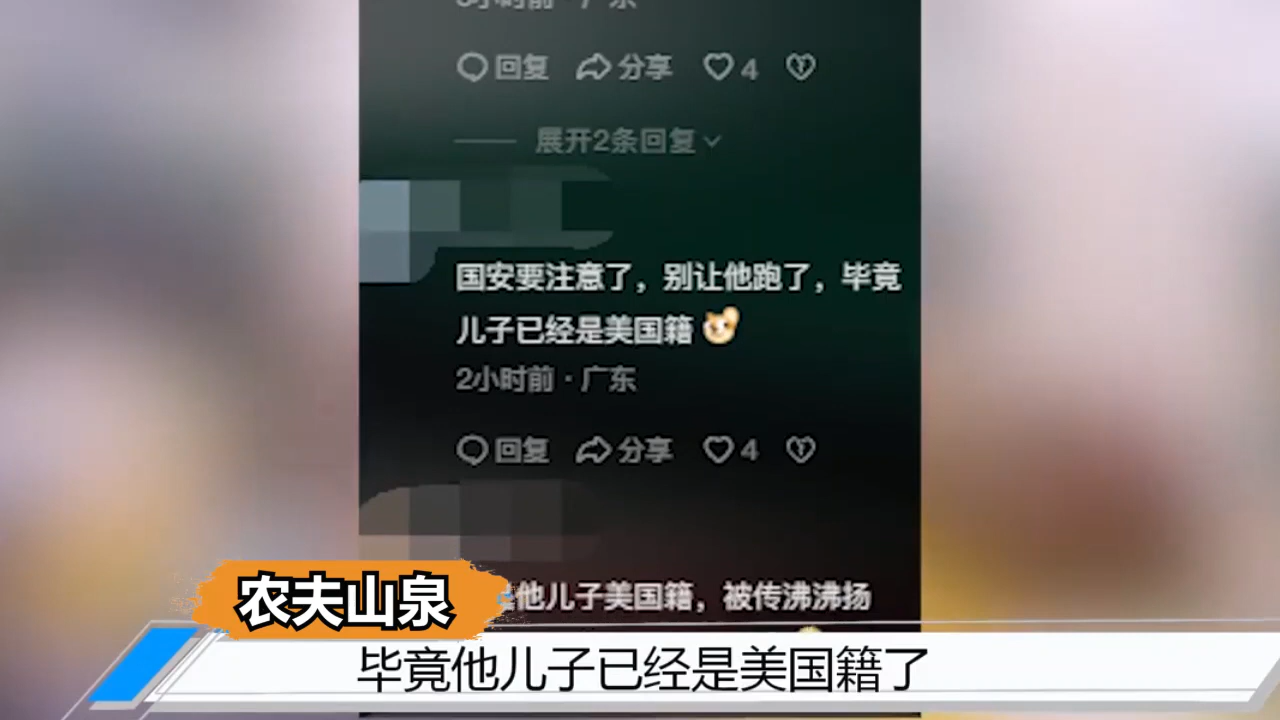 回复 分享 4
展开2条回复
国安要注意了，别让他跑了，毕竟
儿子已经是美国籍
2小时前·广东
回复 分享 4
他儿子美国籍，被传沸沸扬
农夫山泉
毕竟他儿子已经是美国籍了